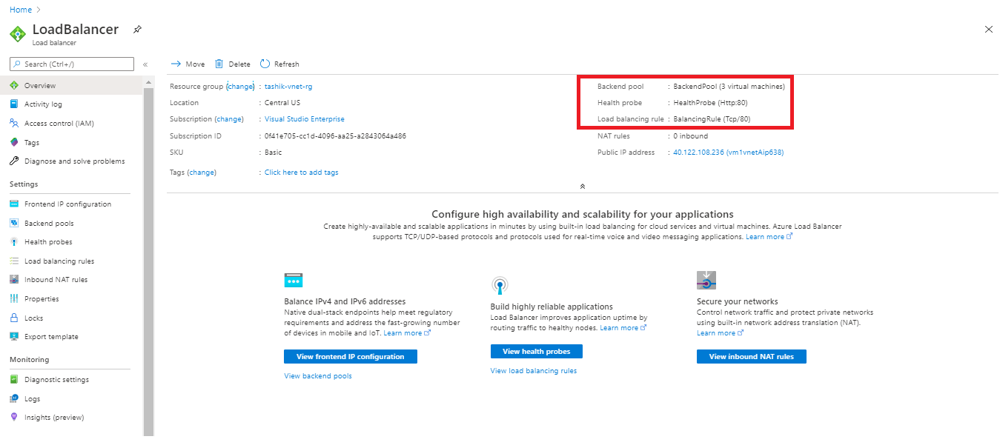 Home
LoadBalancer
Load balancer
Search (Ctrl+/)
«
Move
Delete
Refresh
Overview
Activity log
Access control (IAM)
Tags
Diagnose and solve problems
Settings
Frontend IP configuration
Backend pools
Health probes
Load balancing rules
Inbound NAT rules
Properties
Locks
Export template
Monitoring
Diagnostic settings
Logs
Insights (preview)
Resource group (change) : tashik-vnet-rg
Location : Central US
Subscription (change) : Visual Studio Enterprise
Subscription ID : 0f41e705-cc1d-4096-aa25-a2843064a486
SKU : Basic
Tags (change) : Click here to add tags
Backend pool : BackendPool (3 virtual machines)
Health probe : HealthProbe (Http:80)
Load balancing rule : BalancingRule (Tcp/80)
NAT rules : 0 inbound
Public IP address : 40.122.108.236 (vm1vnetAip638)
Configure high availability and scalability for your applications
Create highly-available and scalable applications in minutes by using built-in load balancing for cloud services and virtual machines. Azure Load Balancer
supports TCP/UDP-based protocols and protocols used for real-time voice and video messaging applications. Learn more
Balance IPv4 and IPv6 addresses
Native dual-stack endpoints help meet regulatory
requirements and address the fast-growing number
of devices in mobile and IoT. Learn more
View frontend IP configuration
View backend pools
Build highly reliable applications
Load Balancer improves application uptime by
routing traffic to healthy nodes. Learn more
View health probes
View load balancing rules
Secure your networks
Control network traffic and protect private networks
using built-in network address translation (NAT).
Learn more
View inbound NAT rules